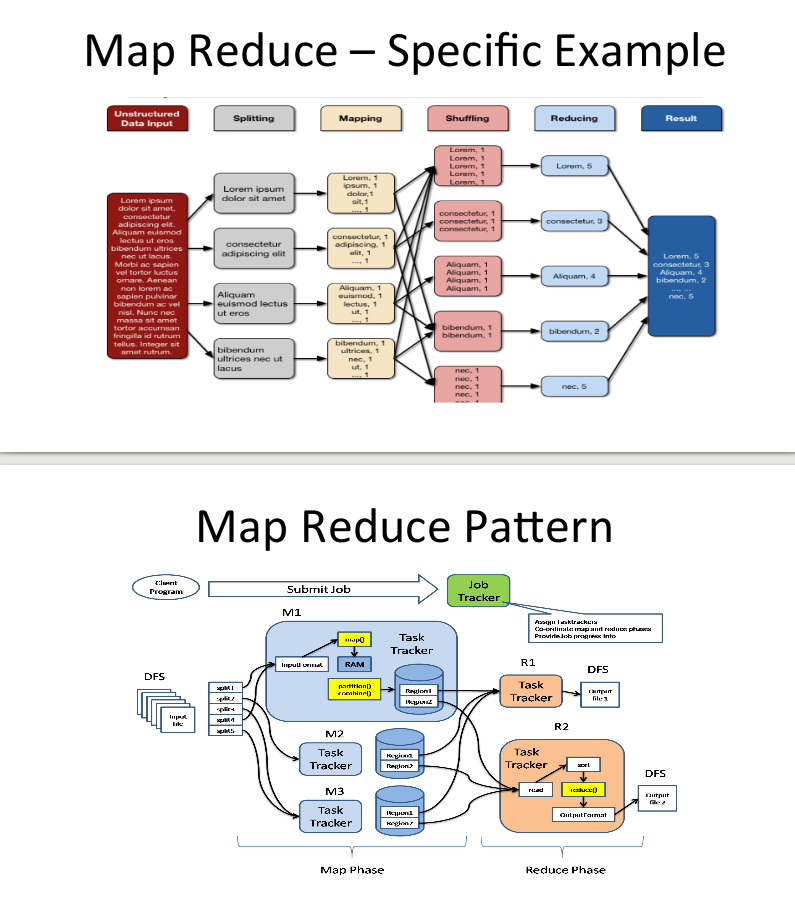 Map Reduce – Specific Example
Unstructured
Data Input
Splitting
Mapping
Shuffling
Reducing
Result
Lorem ipsum
dolor sit amet,
consectetur
adipiscing elit.
Aliquam euismod
lectus ut eros
bibendum ultrices
nec ut lacus.
Morbi ac sapien
vel tortor luctus
ornare. Aenean
non lorem ac
sapien pulvinar
bibendum ac vel
nisl. Nunc nec
massa sit amet
tortor accumsan
fringilla id rutrum
tellus. Integer sit
amet rutrum.
Lorem ipsum
dolor sit amet
consectetur
adipiscing elit
Aliquam
euismod lectus
ut eros
bibendum
ultrices nec ut
lacus
Lorem, 1
ipsum, 1
dolor,1
sit,1
..., 1
consectetur, 1
adipiscing, 1
elit, 1
..., 1
Aliquam, 1
euismod, 1
lectus, 1
ut, 1
...., 1
bibendum, 1
ultrices, 1
nec, 1
ut, 1
..., 1
Lorem, 1
Lorem, 1
Lorem, 1
Lorem, 1
Lorem, 1
consectetur, 1
consectetur, 1
consectetur, 1
Aliquam, 1
Aliquam, 1
Aliquam, 1
Aliquam, 1
bibendum, 1
bibendum, 1
nec, 1
nec, 1
nec, 1
nec, 1
Lorem, 5
consectetur, 3
Aliquam, 4
bibendum, 2
nec, 5
Lorem, 5
consectetur, 3
Aliquam, 4
bibendum, 2
..., ...
nec, 5
Map Reduce Pattern
Client
Program
Submit Job
Job
Tracker
Assign Tasktrackers
Co-ordinate map and reduce phases
Provide Job progress info
M1
map()
Task
Tracker
InputFormat
RAM
partition()
combine()
Region1
Region2
DFS
Input
file
split1
split2
split3
split4
split5
M2
Task
Tracker
Region1
Region2
M3
Task
Tracker
Region1
Region2
R1
Task
Tracker
DFS
Output
file 1
R2
Task
Tracker
sort
read
reduce()
OutputFormat
DFS
Output
file 2
Map Phase
Reduce Phase